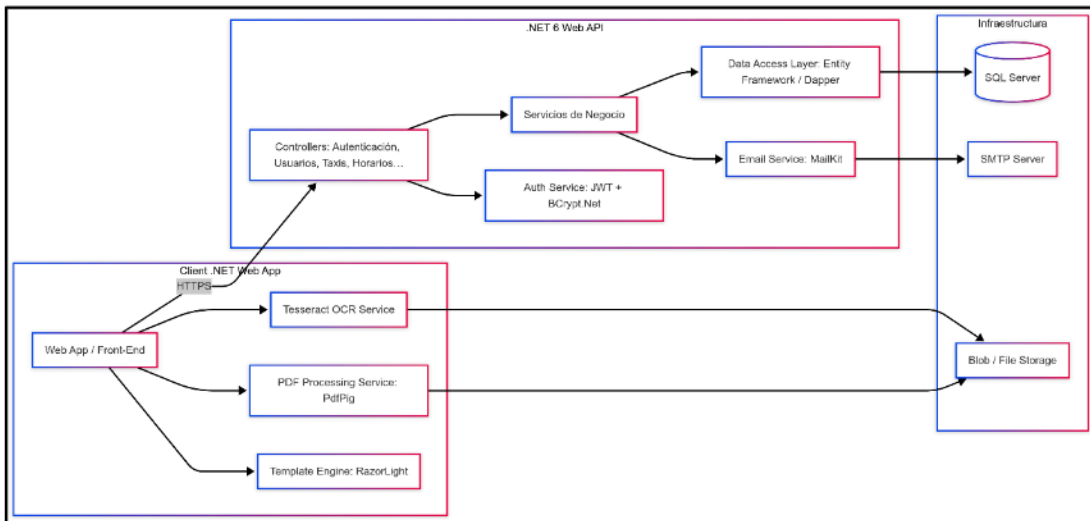 .NET 6 Web API
Infraestructura
Data Access Layer: Entity
Framework / Dapper
SQL Server
Servicios de Negocio
Controllers: Autenticación,
Usuarios, Taxis, Horarios...
Email Service: MailKit
SMTP Server
Auth Service: JWT +
BCrypt.Net
Client .NET Web App
HTTPS
Tesseract OCR Service
Web App / Front-End
Blob / File Storage
PDF Processing Service:
PdfPig
Template Engine: RazorLight